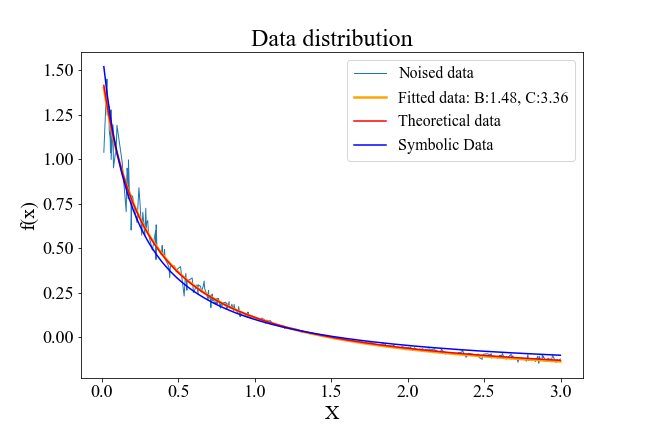 Data distribution
1.50
1.25
1.00
0.75
0.50
0.25
0.00
f(x)
Noised data
Fitted data: B:1.48, C:3.36
Theoretical data
Symbolic Data
0.0 0.5 1.0 1.5 2.0 2.5 3.0
X